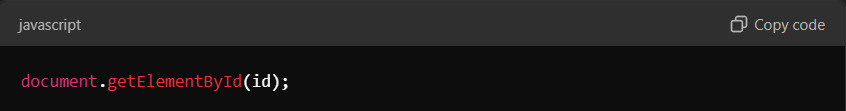 javascript
Copy code
document.getElementById(id);